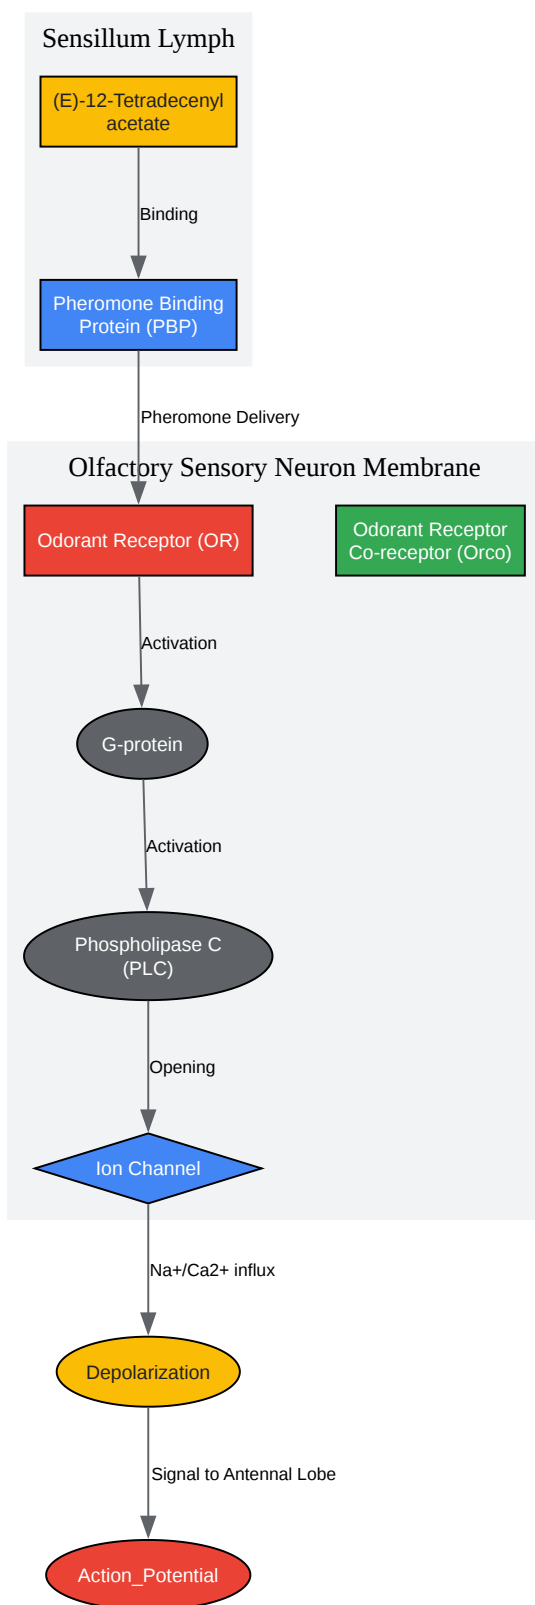 Sensillum Lymph
(E)-12-Tetradecenyl
acetate
Binding
Pheromone Binding
Protein (PBP)
Pheromone Delivery
Olfactory Sensory Neuron Membrane
Odorant Receptor (OR)
Odorant Receptor
Co-receptor (Orco)
Activation
G-protein
Activation
Phospholipase C
(PLC)
Opening
Ion Channel
Na+/Ca2+ influx
Depolarization
Signal to Antennal Lobe
Action_Potential